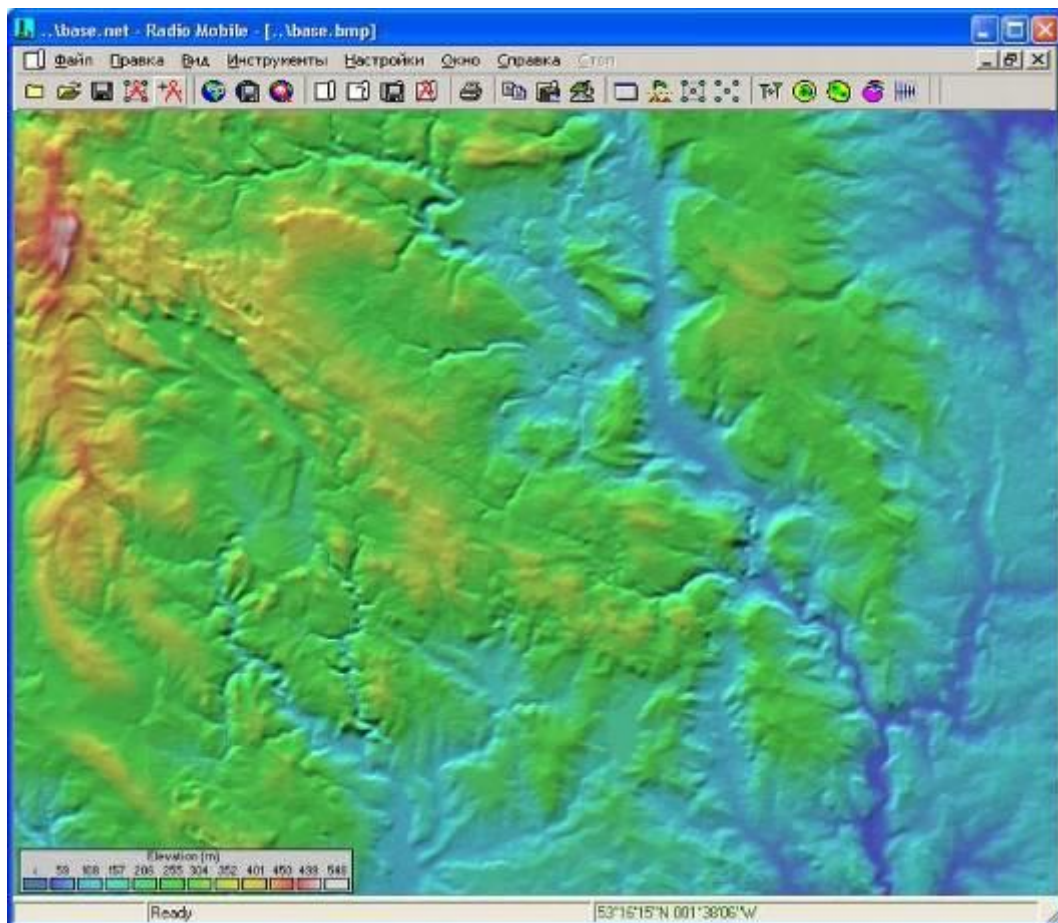 ..\base.net - Radio Mobile - [..\base.bmp]
Файл Правка Вид Инструменты Настройки Окно Справка Стоп
Elevation (m)
59 108 157 206 255 304 352 401 450 499 548
Ready
53°16'15"N 001°38'06"W